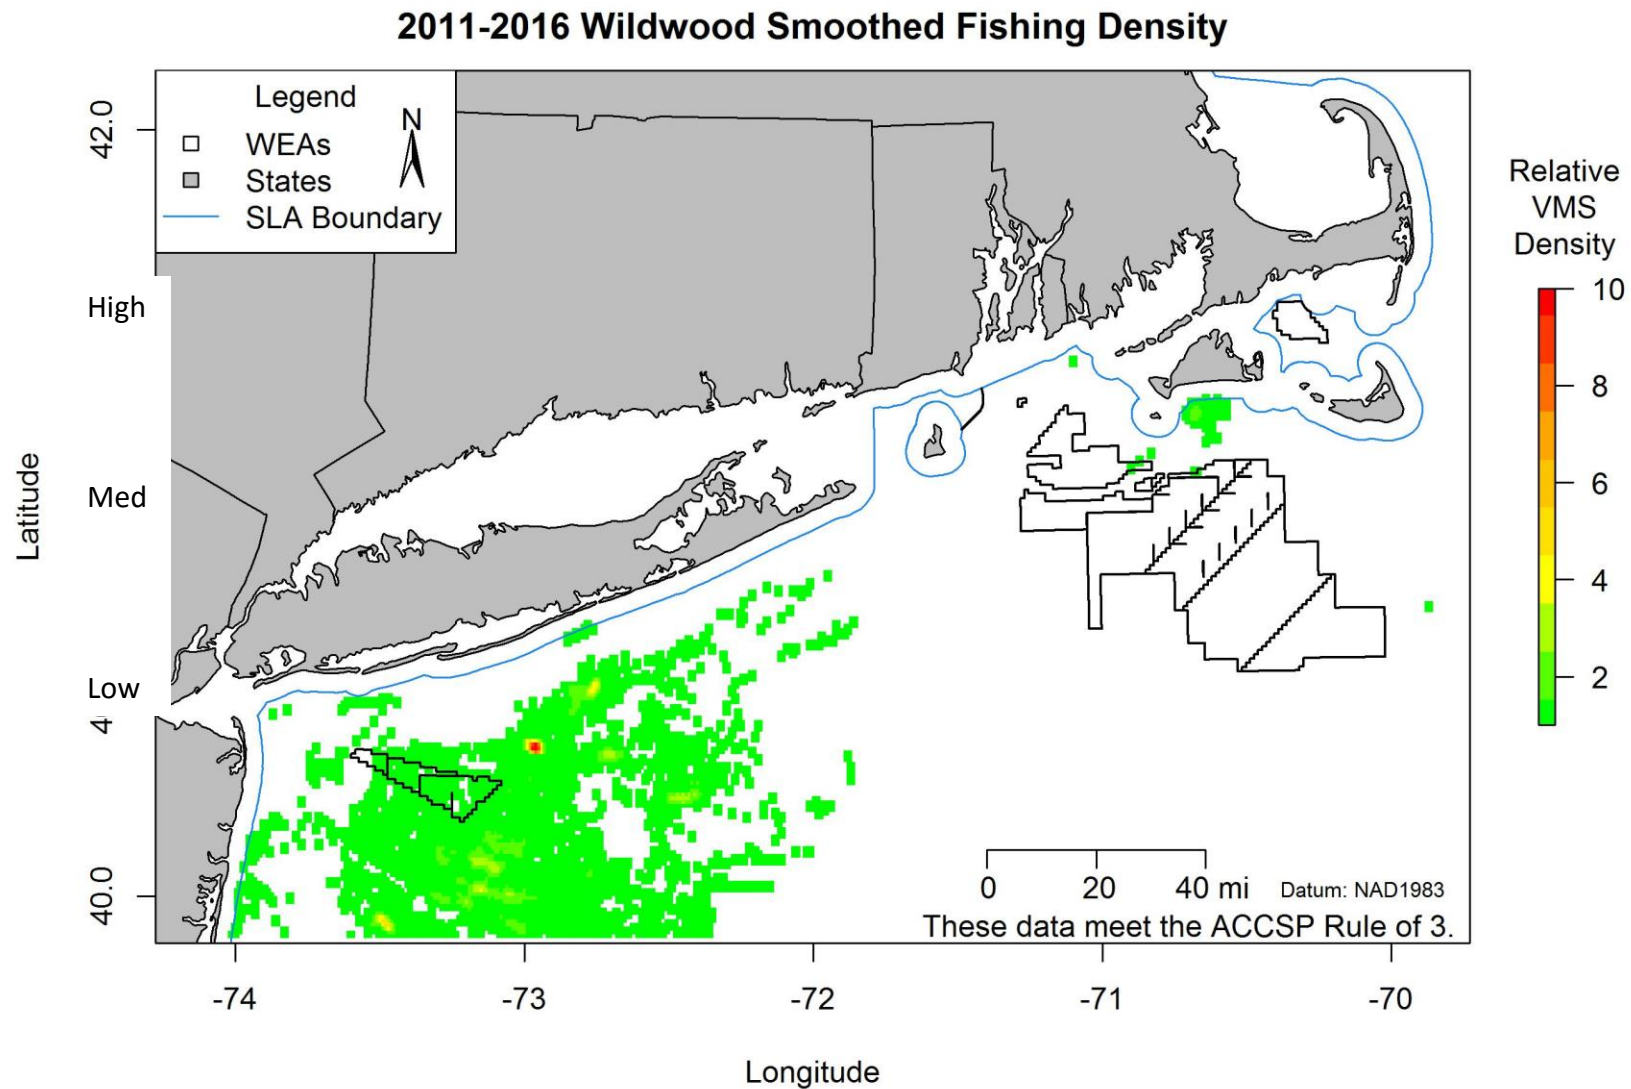 2011-2016 Wildwood Smoothed Fishing Density
Legend
N
WEAs
States
SLA Boundary
42.0
High
Med
Low
4
40.0
Latitude
Relative
VMS
Density
10
8
6
4
2
0 20 40 mi
Datum: NAD1983
These data meet the ACCSP Rule of 3.
-74 -73 -72 -71 -70
Longitude